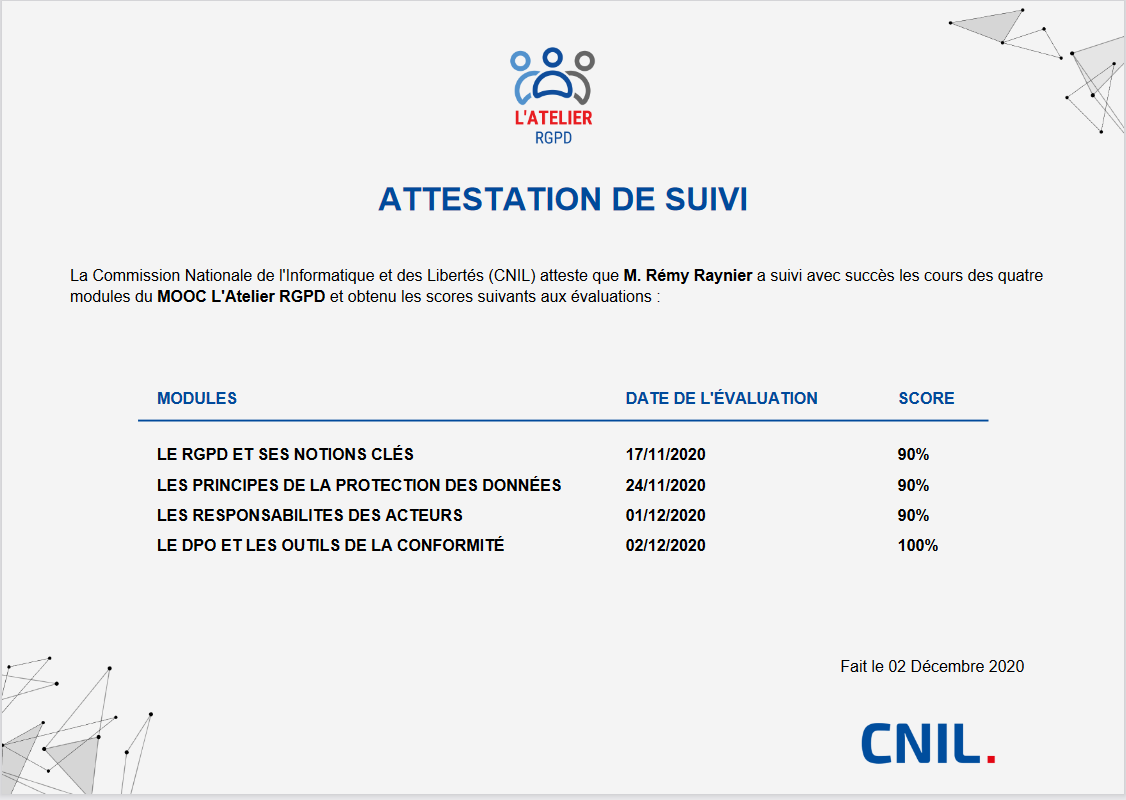 L'ATELIER
RGPD
ATTESTATION DE SUIVI
La Commission Nationale de l'Informatique et des Libertés (CNIL) atteste que M. Rémy Raynier a suivi avec succès les cours des quatre
modules du MOOC L'Atelier RGPD et obtenu les scores suivants aux évaluations :
MODULES DATE DE L'ÉVALUATION SCORE
LE RGPD ET SES NOTIONS CLÉS 17/11/2020 90%
LES PRINCIPES DE LA PROTECTION DES DONNÉES 24/11/2020 90%
LES RESPONSABILITES DES ACTEURS 01/12/2020 90%
LE DPO ET LES OUTILS DE LA CONFORMITÉ 02/12/2020 100%
Fait le 02 Décembre 2020
CNIL.